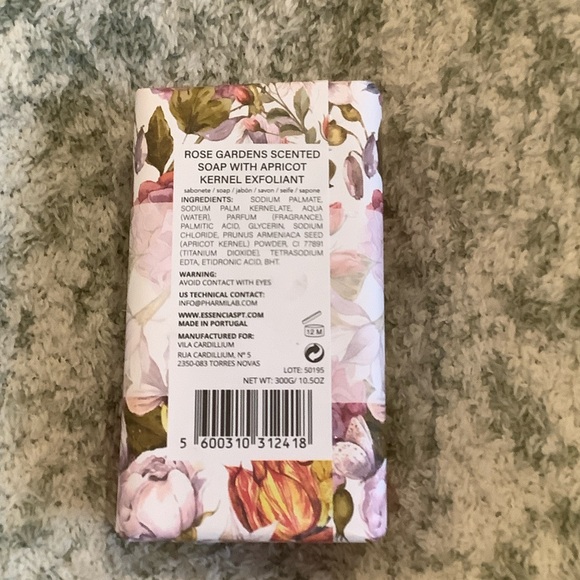 ROSE GARDENS SCENTED
SOAP WITH APRICOT
KERNEL EXFOLIANT
sabonete / soap / jabón / savon / seife / sapone
INGREDIENTS: SODIUM PALMATE,
SODIUM PALM KERNELATE, AQUA
(WATER), PARFUM (FRAGRANCE),
PALMITIC ACID, GLYCERIN, SODIUM
CHLORIDE, PRUNUS ARMENIACA SEED
(APRICOT KERNEL) POWDER, CI 77891
(TITANIUM DIOXIDE), TETRASODIUM
EDTA, ETIDRONIC ACID, BHT.
WARNING:
AVOID CONTACT WITH EYES
US TECHNICAL CONTACT:
INFO@PHARMILAB.COM
WWW.ESSENCIASPT.COM
MADE IN PORTUGAL
12 M
MANUFACTURED FOR:
VILA CARDILLIUM
RUA CARDILLIUM, Nº 5
2350-083 TORRES NOVAS
LOTE: 50195
NET WT: 300G/ 10.5OZ
5 600310 312418